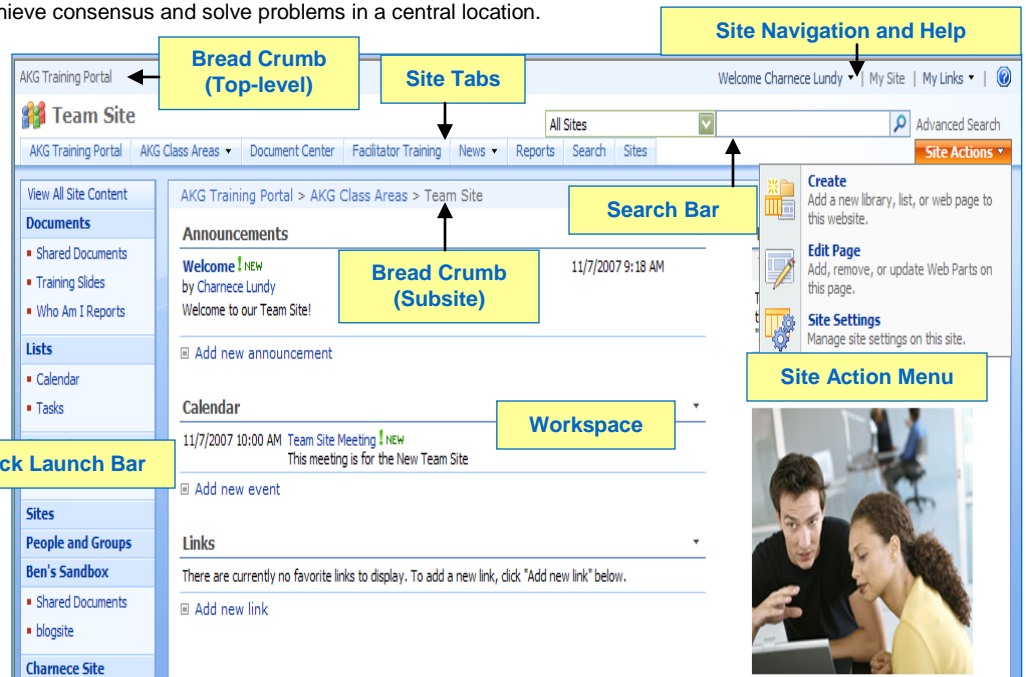 hieve consensus and solve problems in a central location.
Site Navigation and Help
Bread Crumb
(Top-level)
Site Tabs
AKG Training Portal
Welcome Charnece Lundy
My Site | My Links
Team Site
All Sites
Advanced Search
AKG Training Portal AKG Class Areas Document Center Facilitator Training News Reports Search Sites
Site Actions
View All Site Content
AKG Training Portal > AKG Class Areas > Team Site
Search Bar
Create
Add a new library, list, or web page to
this website.
Edit Page
Add, remove, or update Web Parts on
this page.
Site Settings
Manage site settings on this site.
Site Action Menu
Documents
Shared Documents
Training Slides
Who Am I Reports
Lists
Calendar
Tasks
ck Launch Bar
Sites
People and Groups
Ben's Sandbox
Shared Documents
blogsite
Charnece Site
Announcements
Welcome ! NEW
11/7/2007 9:18 AM
by Charnece Lundy
Welcome to our Team Site!
Bread Crumb
(Subsite)
Add new announcement
Calendar
Workspace
11/7/2007 10:00 AM Team Site Meeting ! NEW
This meeting is for the New Team Site
Add new event
Links
There are currently no favorite links to display. To add a new link, click "Add new link" below.
Add new link